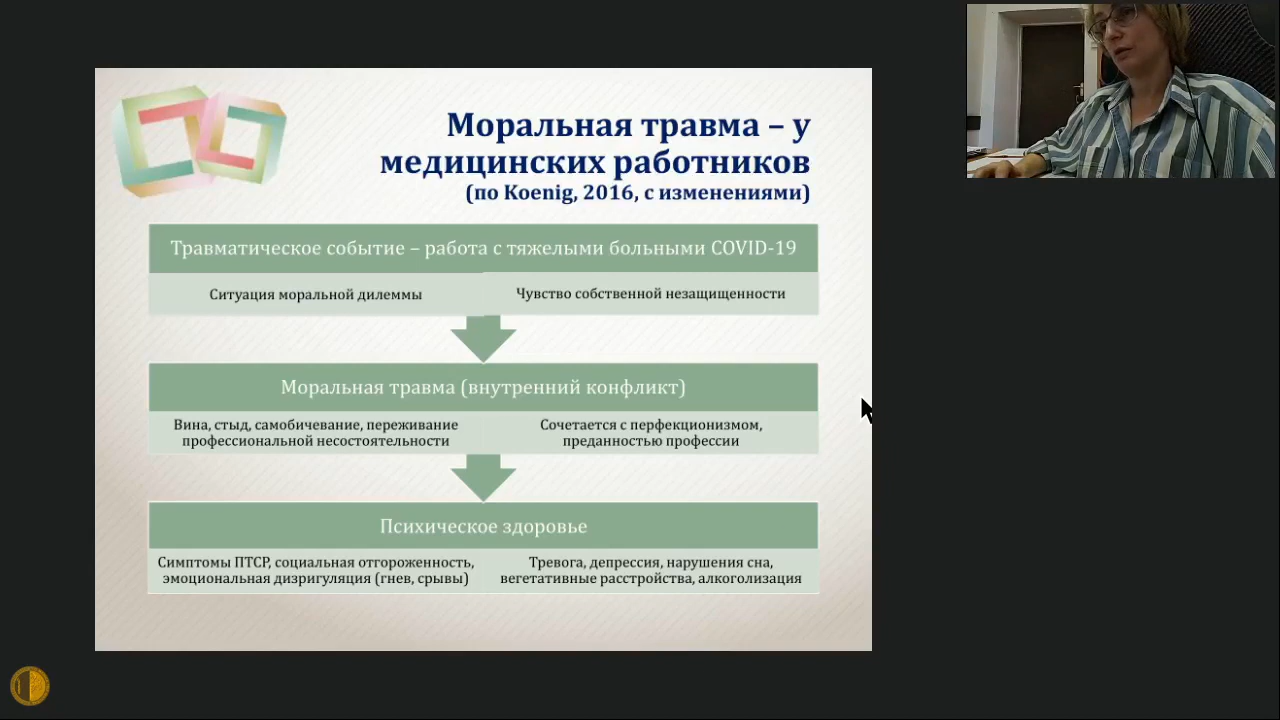 Моральная травма – у
медицинских работников
(по Koenig, 2016, с изменениями)
Травматическое событие – работа с тяжелыми больными COVID-19
Ситуация моральной дилеммы
Чувство собственной незащищенности
Моральная травма (внутренний конфликт)
Вина, стыд, самобичевание, переживание
профессиональной несостоятельности
Сочетается с перфекционизмом,
преданностью профессии
Психическое здоровье
Симптомы ПТСР, социальная отгороженность,
эмоциональная дизригуляция (гнев, срывы)
Тревога, депрессия, нарушения сна,
вегетативные расстройства, алкоголизация